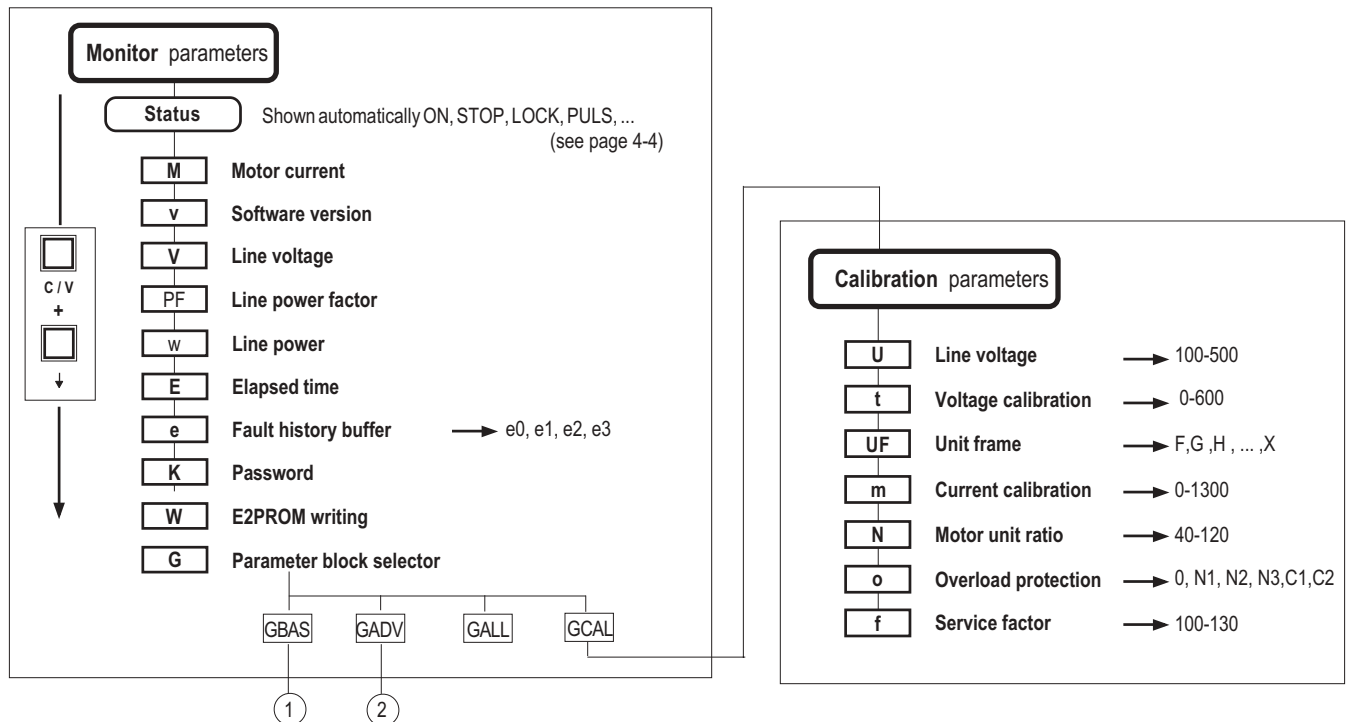 Monitor parameters
Status Shown automatically ON, STOP, LOCK, PULS, ...
(see page 4-4)
M Motor current
v Software version
V Line voltage
PF Line power factor
w Line power
E Elapsed time
e Fault history buffer e0, e1, e2, e3
K Password
W E2PROM writing
G Parameter block selector
GBAS GADV GALL GCAL
1 2
C / V
+
Calibration parameters
U Line voltage 100-500
t Voltage calibration 0-600
UF Unit frame F,G ,H , ... ,X
m Current calibration 0-1300
N Motor unit ratio 40-120
o Overload protection 0, N1, N2, N3,C1,C2
f Service factor 100-130